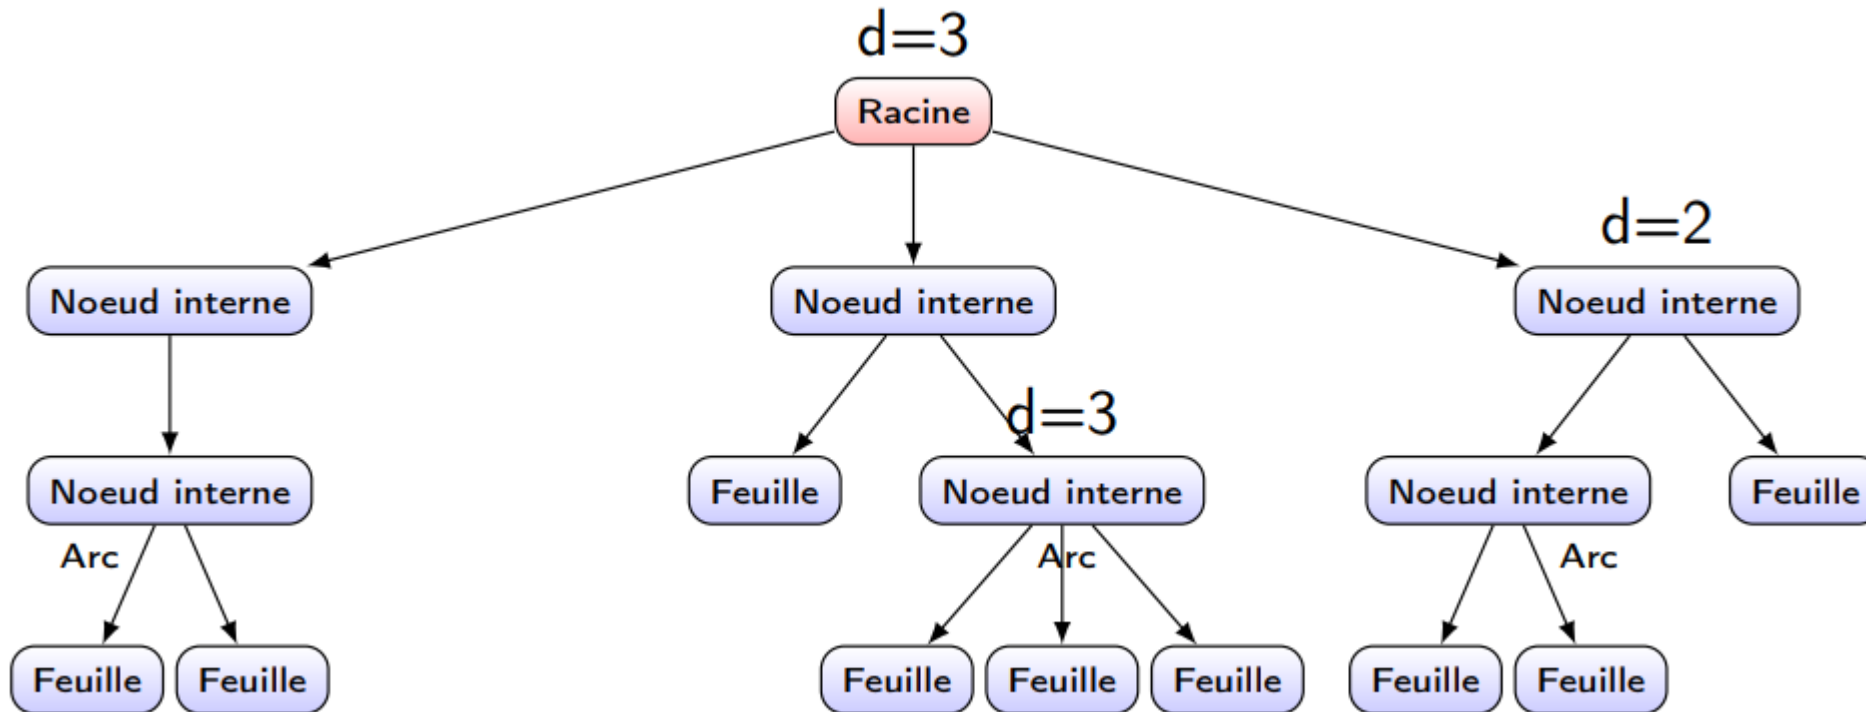 d=3
Racine
d=2
Noeud interne Noeud interne Noeud interne
d=3
Noeud interne Feuille Noeud interne Noeud interne Feuille
Arc Arc Arc
Feuille Feuille Feuille Feuille Feuille Feuille Feuille